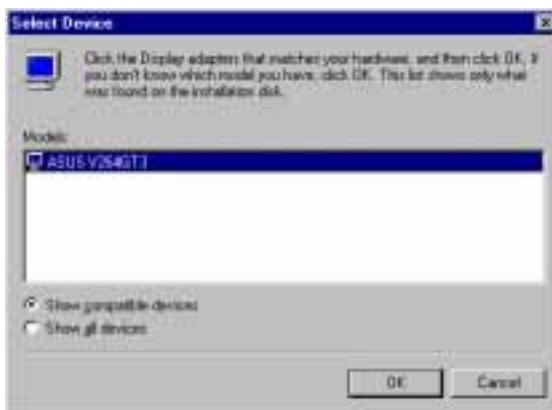 Select Device
Click the Display adapters that matches your hardware, and then click OK. If
you don't know which model you have, click OK. This list shows only what
was found on the installation disk.
Models:
ASUS V264GT3
Show compatible devices
Show all devices
OK
Cancel